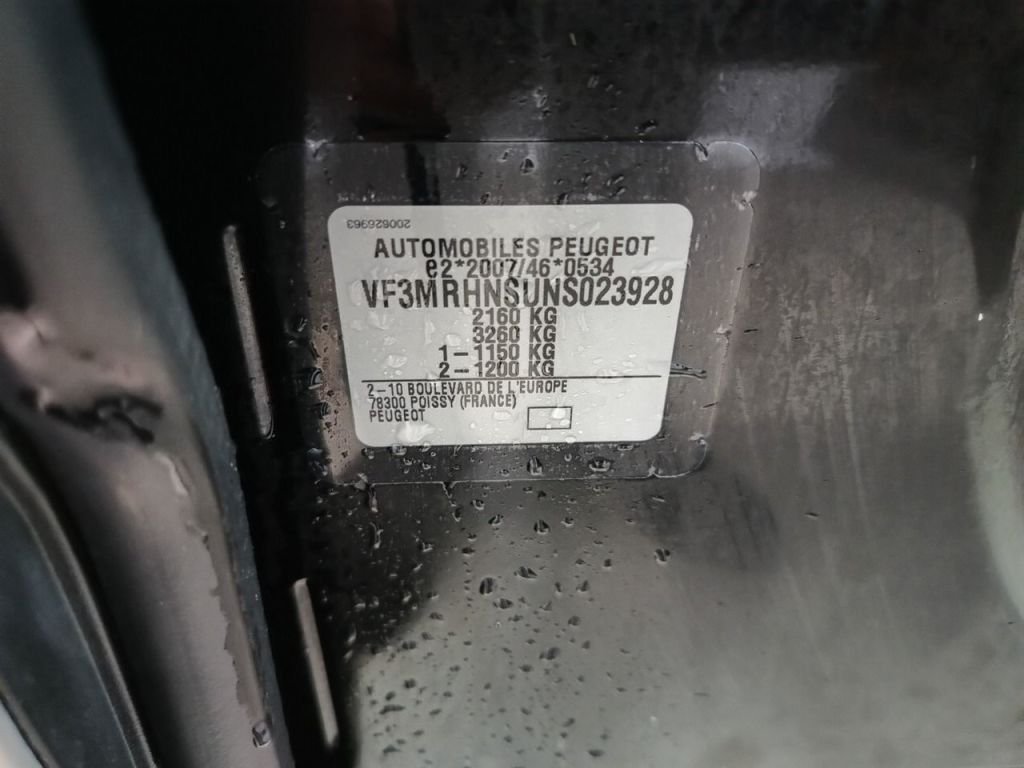 200626963
AUTOMOBILES PEUGEOT
e2*2007/46*0534
VF3MRHNSUNS023928
2160 KG
3260 KG
1-1150 KG
2-1200 KG
2-10 BOULEVARD DE L'EUROPE
78300 POISSY (FRANCE)
PEUGEOT